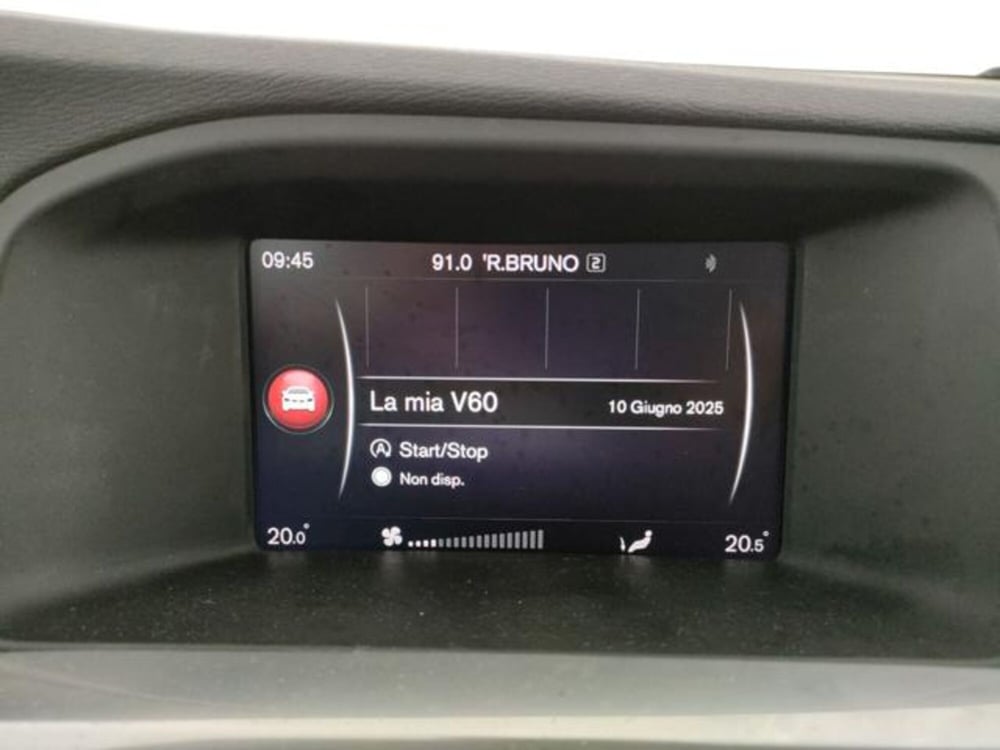 09:45 91.0 'R.BRUNO 2
La mia V60 10 Giugno 2025
A Start/Stop
Non disp.
20.0° 20.5°